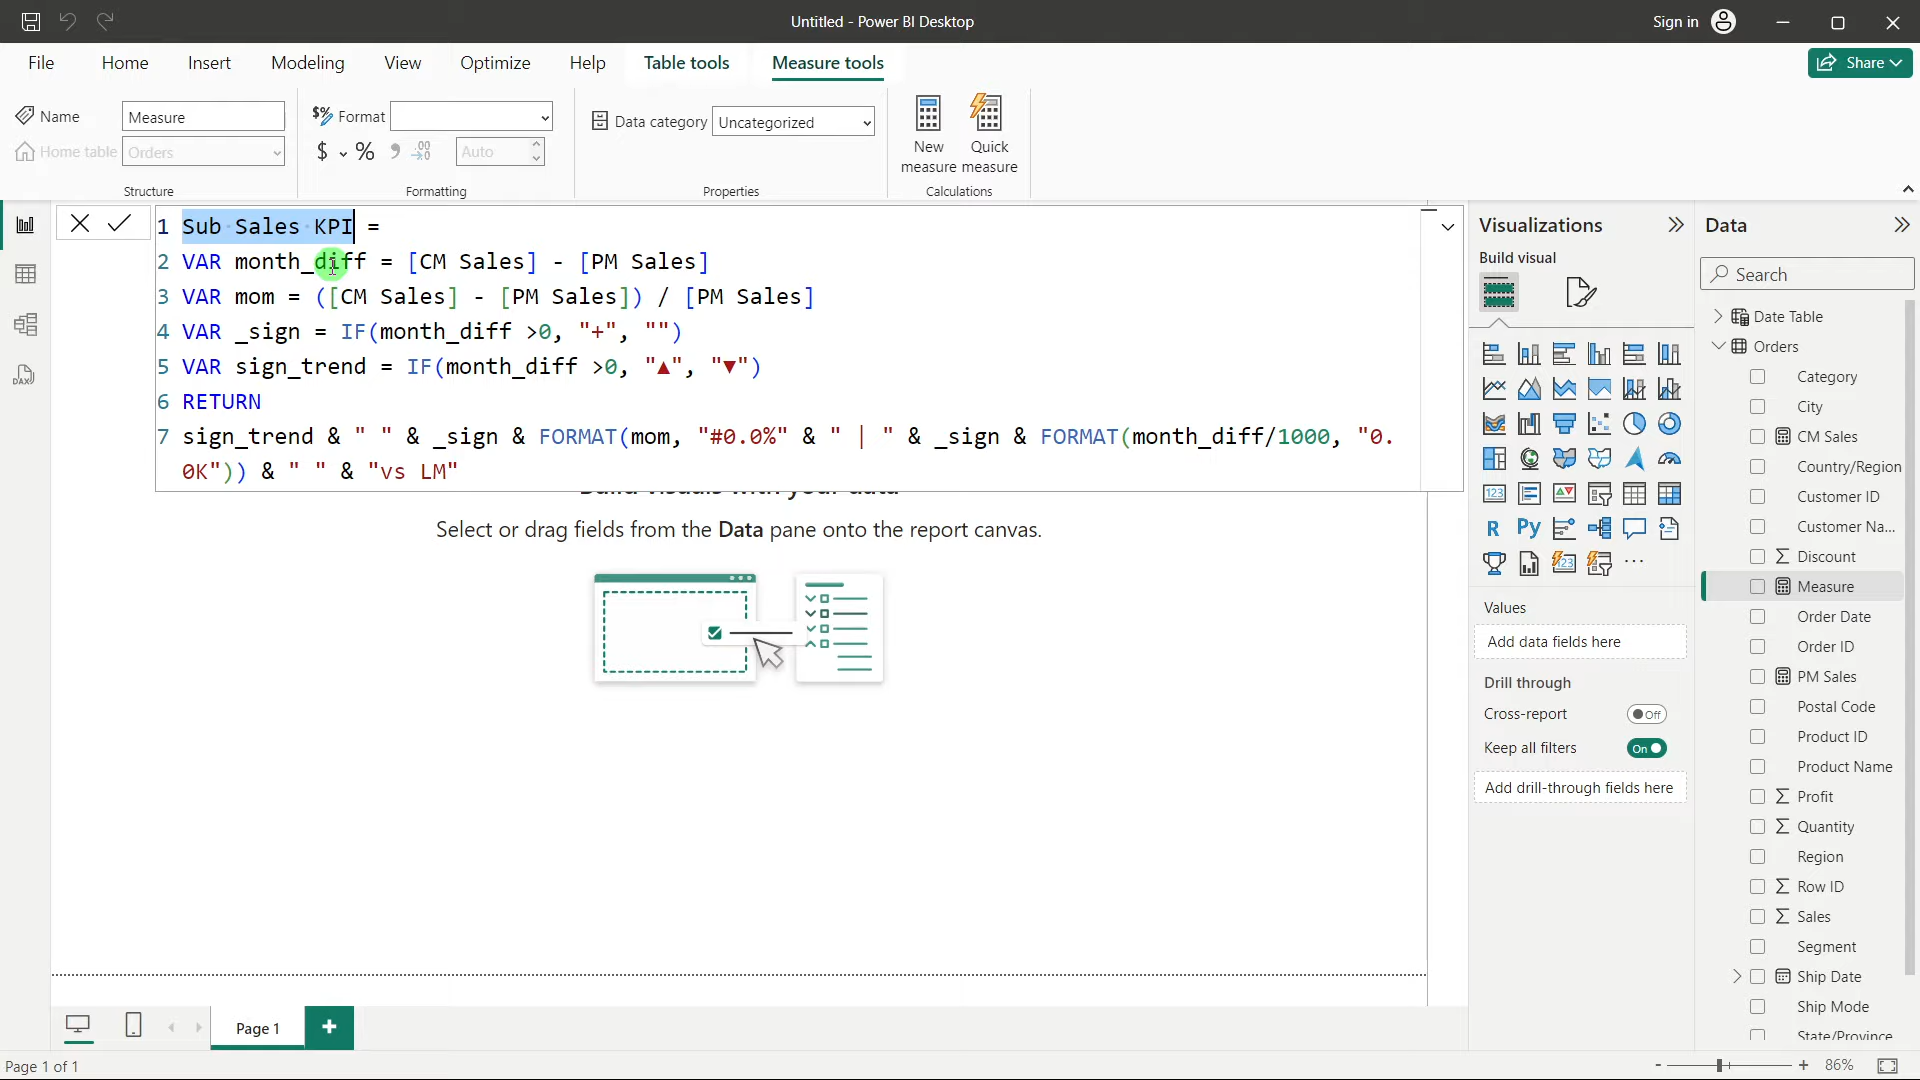 Untitled - Power BI Desktop
Sign in
File
Home
Insert
Modeling
View
Optimize
Help
Table tools
Measure tools
Share
Name
Measure
Format
Data category
Uncategorized
New measure
Quick measure
Home table
Orders
$
%
,
.00
Auto
Structure
Formatting
Properties
Calculations
1 Sub Sales KPI =
2 VAR month_diff = [CM Sales] - [PM Sales]
3 VAR mom = ([CM Sales] - [PM Sales]) / [PM Sales]
4 VAR _sign = IF(month_diff >0, "+", "")
5 VAR sign_trend = IF(month_diff >0, "▲", "▼")
6 RETURN
7 sign_trend & " " & _sign & FORMAT(mom, "#0.0%" & " | " & _sign & FORMAT(month_diff/1000, "0.
0K")) & " " & "vs LM"
Select or drag fields from the Data pane onto the report canvas.
Visualizations
Build visual
123
R
Py
123
Values
Add data fields here
Drill through
Cross-report
Off
Keep all filters
On
Add drill-through fields here
Data
Search
Date Table
Orders
Category
City
CM Sales
Country/Region
Customer ID
Customer Na...
Discount
Measure
Order Date
Order ID
PM Sales
Postal Code
Product ID
Product Name
Profit
Quantity
Region
Row ID
Sales
Segment
Ship Date
Ship Mode
State/Province
DAX
Page 1
Page 1 of 1
- + 86%